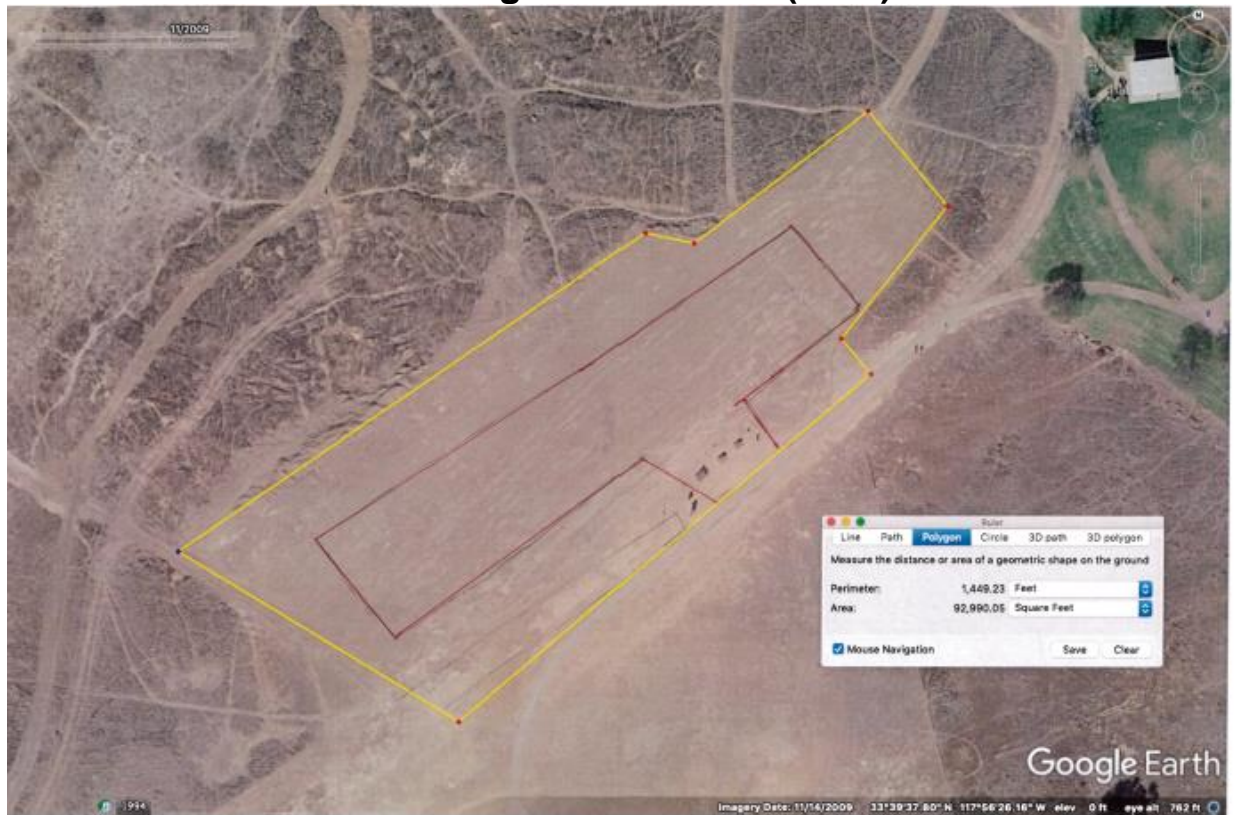 11/2009
N
Ruler
Line Path Polygon Circle 3D path 3D polygon
Measure the distance or area of a geometric shape on the ground
Perimeter: 1,449.23 Feet
Area: 92,990.05 Square Feet
Mouse Navigation Save Clear
Google Earth
1994
Imagery Date: 11/14/2009 33°39'37.80" N 117°56'26.16" W elev 0 ft eye alt 762 ft